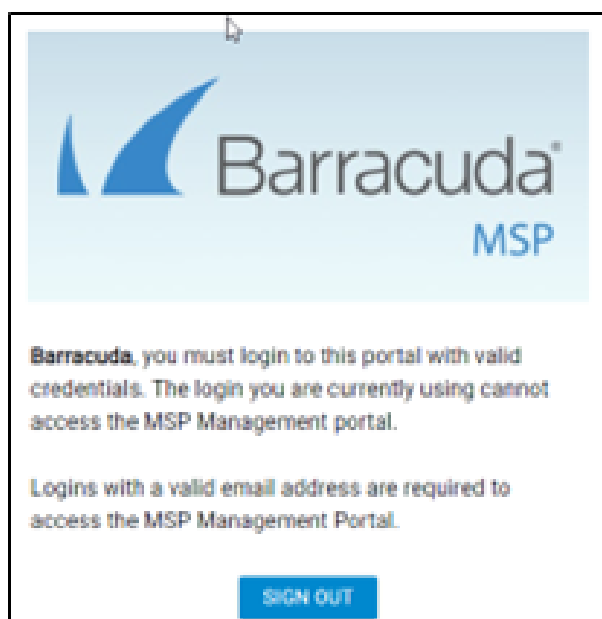 Barracuda®
MSP
Barracuda, you must login to this portal with valid
credentials. The login you are currently using cannot
access the MSP Management portal.
Logins with a valid email address are required to
access the MSP Management Portal.
SIGN OUT